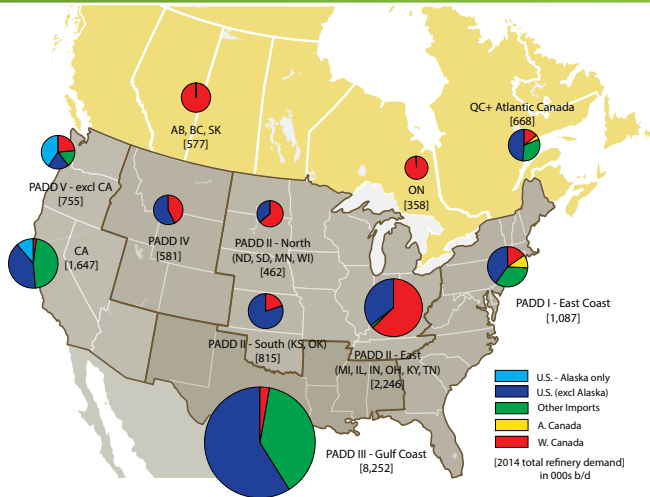 QC+ Atlantic Canada
[668]
AB, BC, SK
[577]
ON
[358]
PADD V - excl CA
[755]
PADD IV
[581]
PADD II - North
(ND, SD, MN, WI)
[462]
CA
[1,647]
PADD I - East Coast
[1,087]
PADD II - South (KS, OK)
[815]
PADD II - East
(MI, IL, IN, OH, KY, TN)
[2,246]
PADD III - Gulf Coast
[8,252]
U.S. - Alaska only
U.S. (excl Alaska)
Other Imports
A. Canada
W. Canada
[2014 total refinery demand]
in 000s b/d